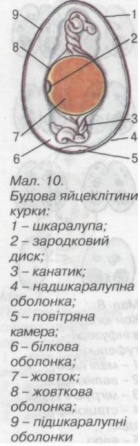 9 1
8 2
7 3
6 4
5
Мал. 10.
Будова яйцеклітини
курки:
1 – шкаралупа;
2 – зародковий
диск;
3 – канатик;
4 – надшкаралупна
оболонка;
5 – повітряна
камера;
6 – білкова
оболонка;
7 – жовток;
8 – жовткова
оболонка;
9 – підшкаралупні
оболонки